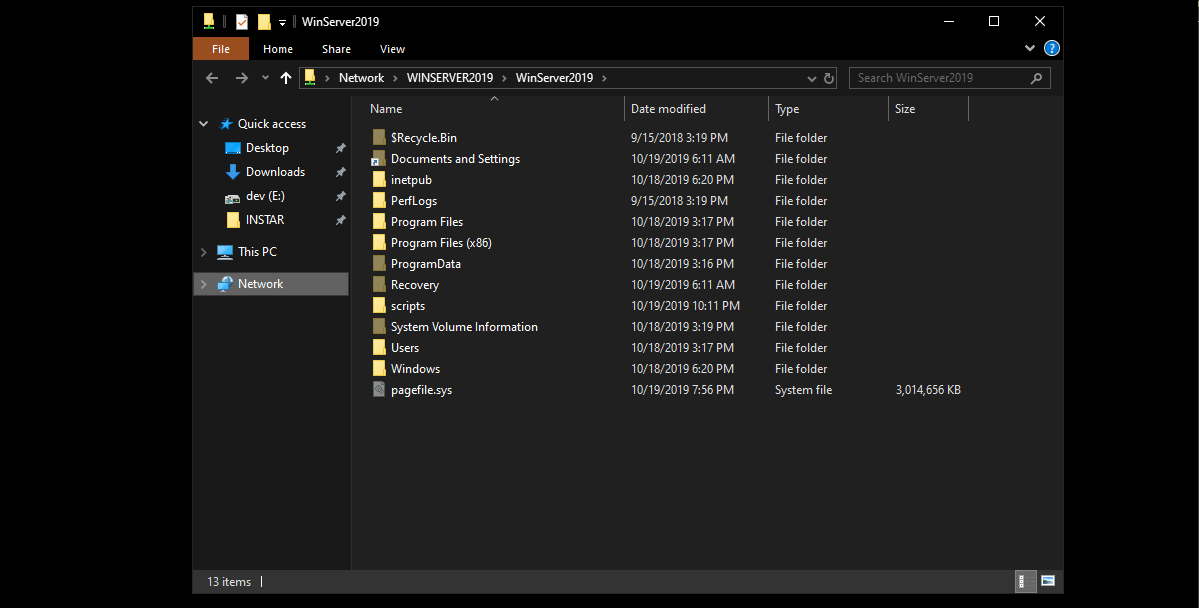 WinServer2019
File Home Share View
Network WINSERVER2019 WinServer2019 Search WinServer2019
Name Date modified Type Size
Quick access
Desktop
Downloads
dev (E:)
INSTAR
This PC
Network
$Recycle.Bin 9/15/2018 3:19 PM File folder
Documents and Settings 10/19/2019 6:11 AM File folder
inetpub 10/18/2019 6:20 PM File folder
PerfLogs 9/15/2018 3:19 PM File folder
Program Files 10/18/2019 3:17 PM File folder
Program Files (x86) 10/18/2019 3:17 PM File folder
ProgramData 10/18/2019 3:16 PM File folder
Recovery 10/19/2019 6:11 AM File folder
scripts 10/19/2019 10:11 PM File folder
System Volume Information 10/18/2019 3:19 PM File folder
Users 10/18/2019 3:17 PM File folder
Windows 10/18/2019 6:20 PM File folder
pagefile.sys 10/19/2019 7:56 PM System file 3,014,656 KB
13 items